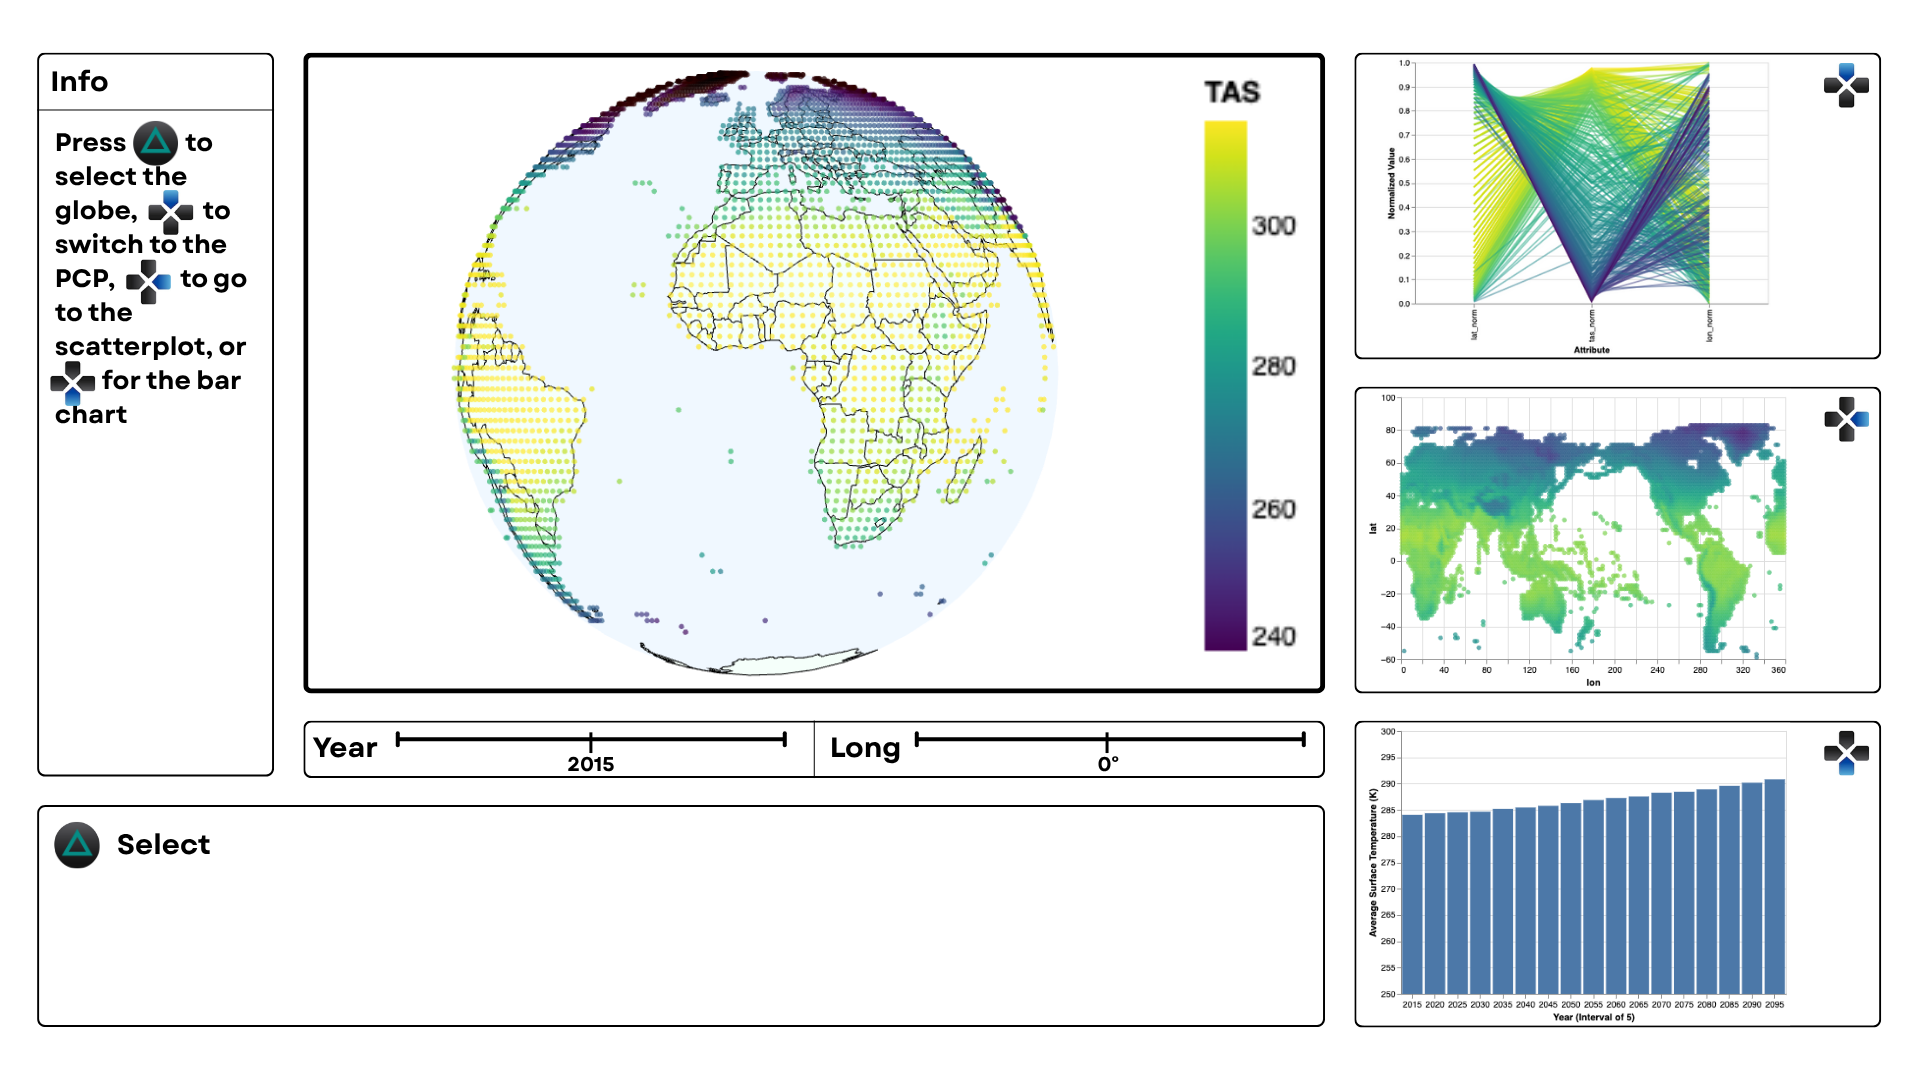 Info
Press to
select the
globe, to
switch to the
PCP, to go
to the
scatterplot, or
for the bar
chart
TAS
300
280
260
240
Year
2015
Long
0°
Select
1.0
0.9
0.8
0.7
0.6
0.5
0.4
0.3
0.2
0.1
0.0
Normalized Value
lat_norm
tas_norm
lon_norm
Attribute
100
80
60
40
20
0
−20
−40
−60
lat
0 40 80 120 160 200 240 280 320 360
lon
300
295
290
285
280
275
270
265
260
255
250
Average Surface Temperature (K)
2015 2020 2025 2030 2035 2040 2045 2050 2055 2060 2065 2070 2075 2080 2085 2090 2095
Year (Interval of 5)